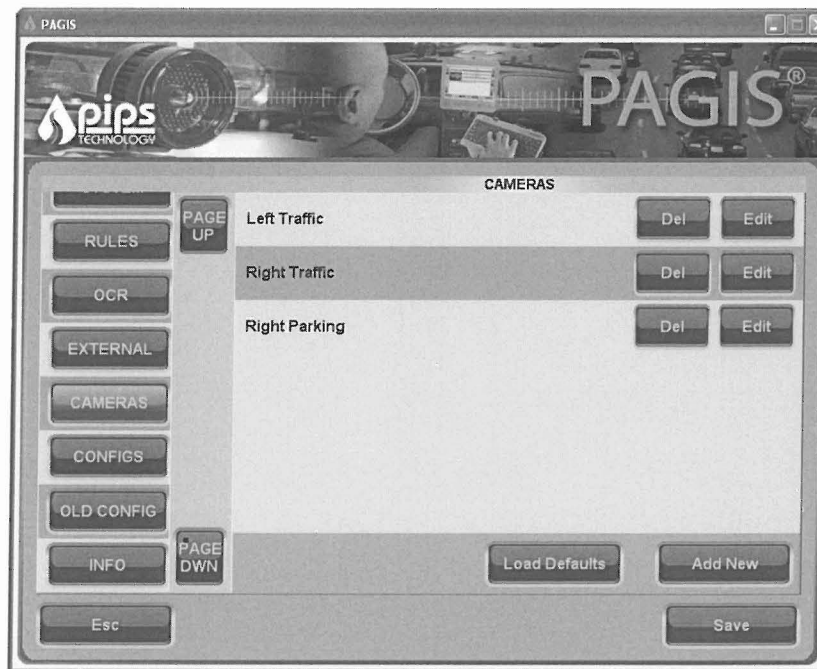 PAGIS
pips
TECHNOLOGY
PAGIS®
CAMERAS
SYSTEM
RULES
OCR
EXTERNAL
CAMERAS
CONFIGS
OLD CONFIG
INFO
PAGE UP
PAGE DWN
Left Traffic Del Edit
Right Traffic Del Edit
Right Parking Del Edit
Load Defaults Add New
Esc Save